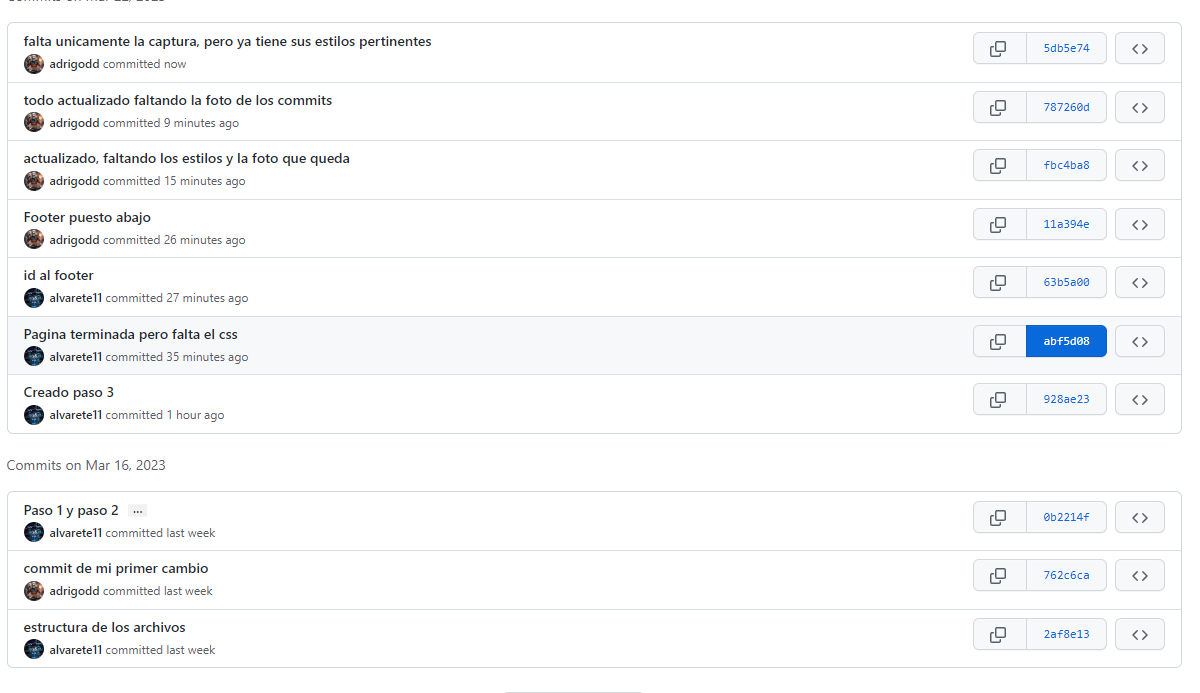 falta unicamente la captura, pero ya tiene sus estilos pertinentes
adrigodd committed now
5db5e74
todo actualizado faltando la foto de los commits
adrigodd committed 9 minutes ago
787260d
actualizado, faltando los estilos y la foto que queda
adrigodd committed 15 minutes ago
fbc4ba8
Footer puesto abajo
adrigodd committed 26 minutes ago
11a394e
id al footer
alvarete11 committed 27 minutes ago
63b5a00
Pagina terminada pero falta el css
alvarete11 committed 35 minutes ago
abf5d08
Creado paso 3
alvarete11 committed 1 hour ago
928ae23
Commits on Mar 16, 2023
Paso 1 y paso 2 ...
alvarete11 committed last week
0b2214f
commit de mi primer cambio
adrigodd committed last week
762c6ca
estructura de los archivos
alvarete11 committed last week
2af8e13